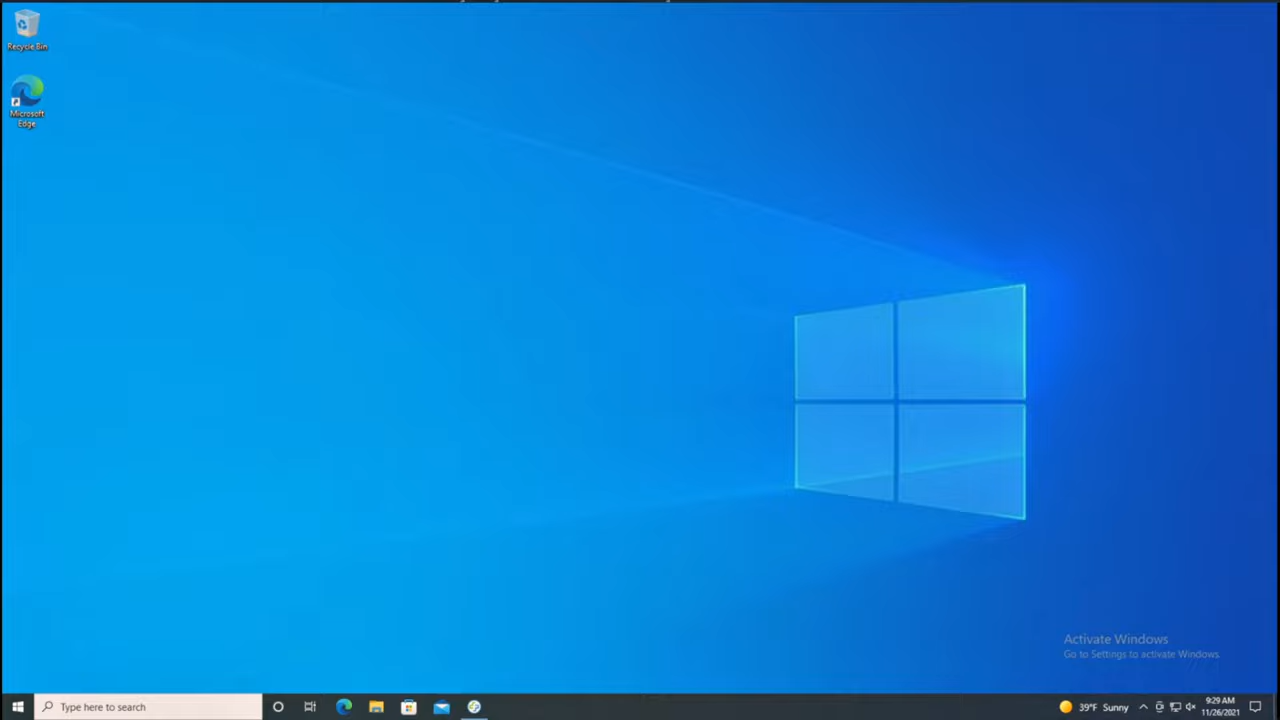 Recycle Bin
Microsoft
Edge
Activate Windows
Go to Settings to activate Windows.
Type here to search
39°F Sunny
9:29 AM
11/26/2021